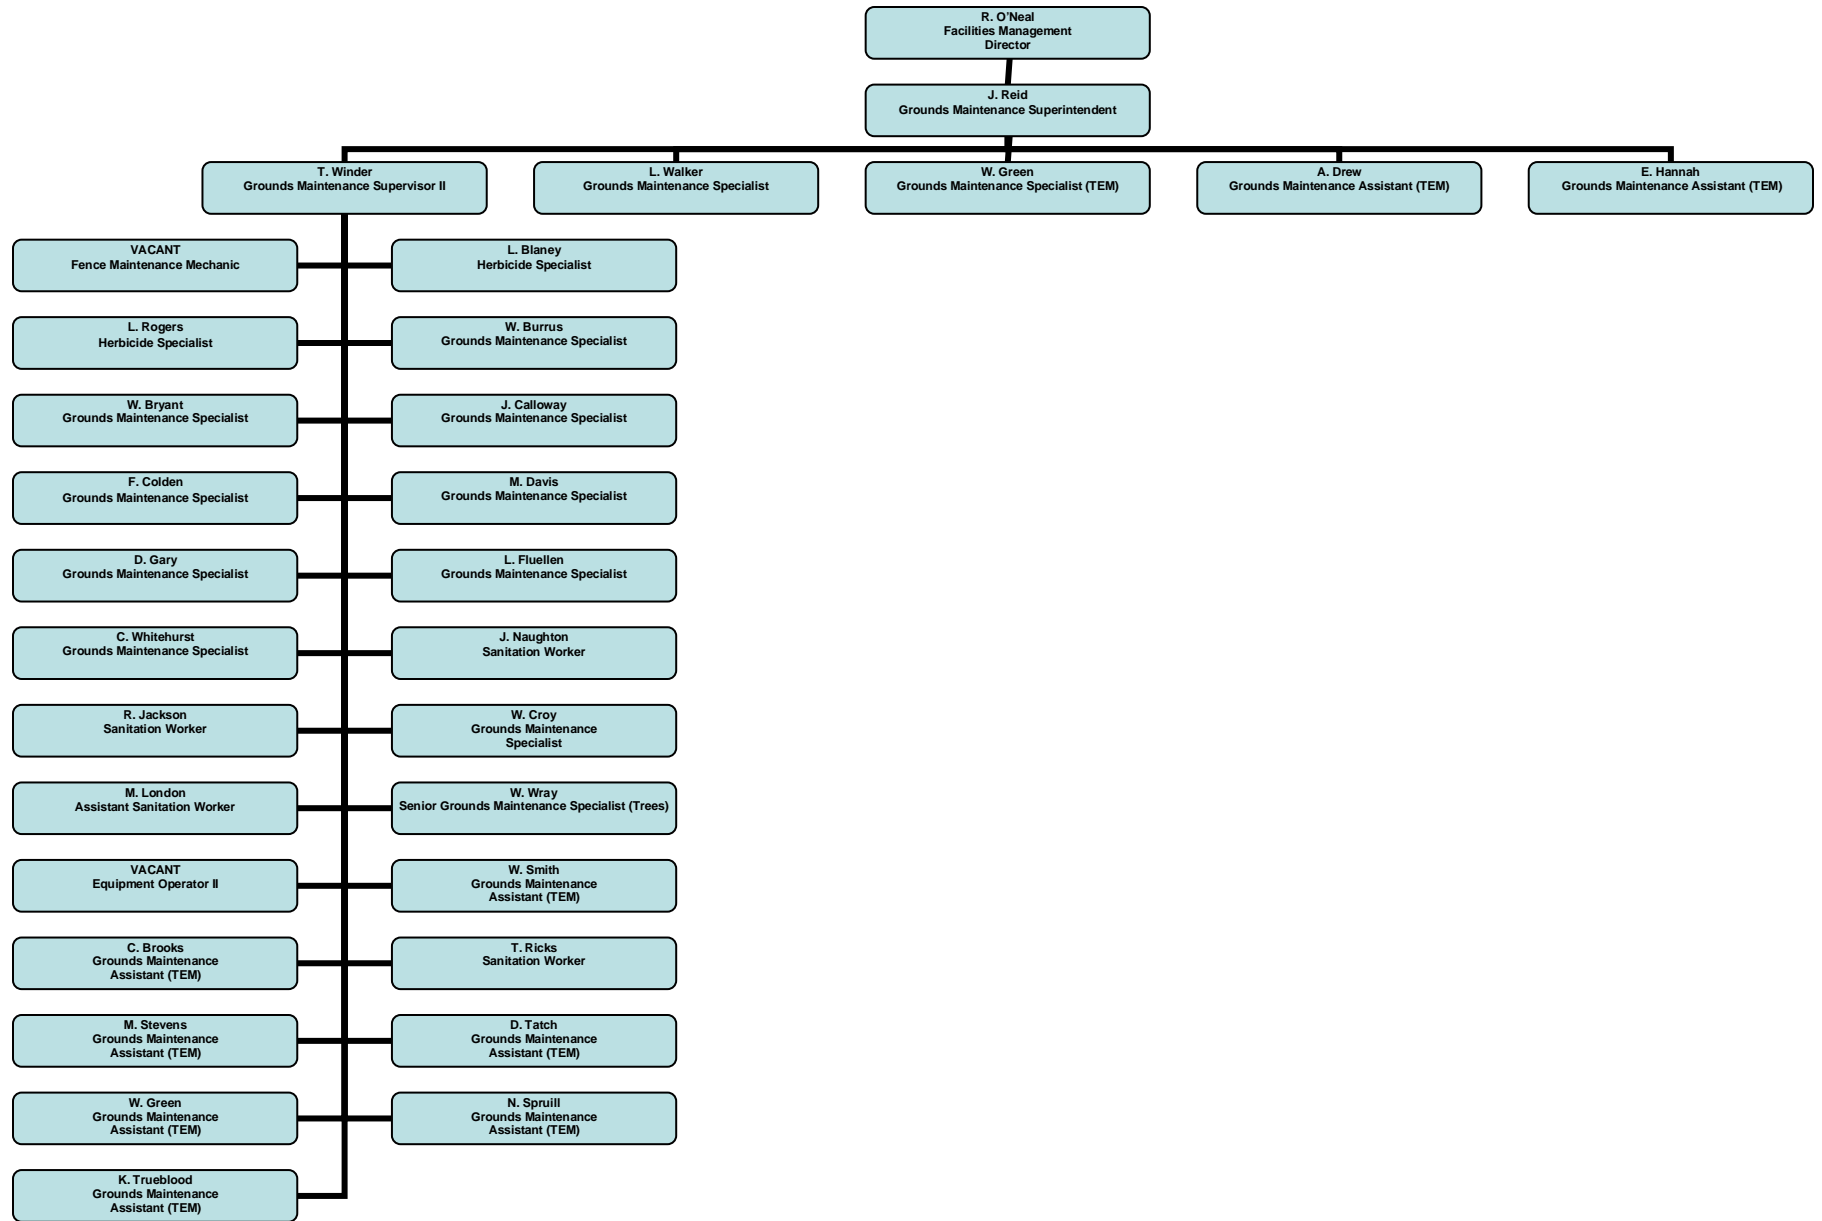 R. O'Neal
Facilities Management
Director
J. Reid
Grounds Maintenance Superintendent
T. Winder
Grounds Maintenance Supervisor II
L. Walker
Grounds Maintenance Specialist
W. Green
Grounds Maintenance Specialist (TEM)
A. Drew
Grounds Maintenance Assistant (TEM)
E. Hannah
Grounds Maintenance Assistant (TEM)
VACANT
Fence Maintenance Mechanic
L. Blaney
Herbicide Specialist
L. Rogers
Herbicide Specialist
W. Burrus
Grounds Maintenance Specialist
W. Bryant
Grounds Maintenance Specialist
J. Calloway
Grounds Maintenance Specialist
F. Colden
Grounds Maintenance Specialist
M. Davis
Grounds Maintenance Specialist
D. Gary
Grounds Maintenance Specialist
L. Fluellen
Grounds Maintenance Specialist
C. Whitehurst
Grounds Maintenance Specialist
J. Naughton
Sanitation Worker
R. Jackson
Sanitation Worker
W. Croy
Grounds Maintenance
Specialist
M. London
Assistant Sanitation Worker
W. Wray
Senior Grounds Maintenance Specialist (Trees)
VACANT
Equipment Operator II
W. Smith
Grounds Maintenance
Assistant (TEM)
C. Brooks
Grounds Maintenance
Assistant (TEM)
T. Ricks
Sanitation Worker
M. Stevens
Grounds Maintenance
Assistant (TEM)
D. Tatch
Grounds Maintenance
Assistant (TEM)
W. Green
Grounds Maintenance
Assistant (TEM)
N. Spruill
Grounds Maintenance
Assistant (TEM)
K. Trueblood
Grounds Maintenance
Assistant (TEM)